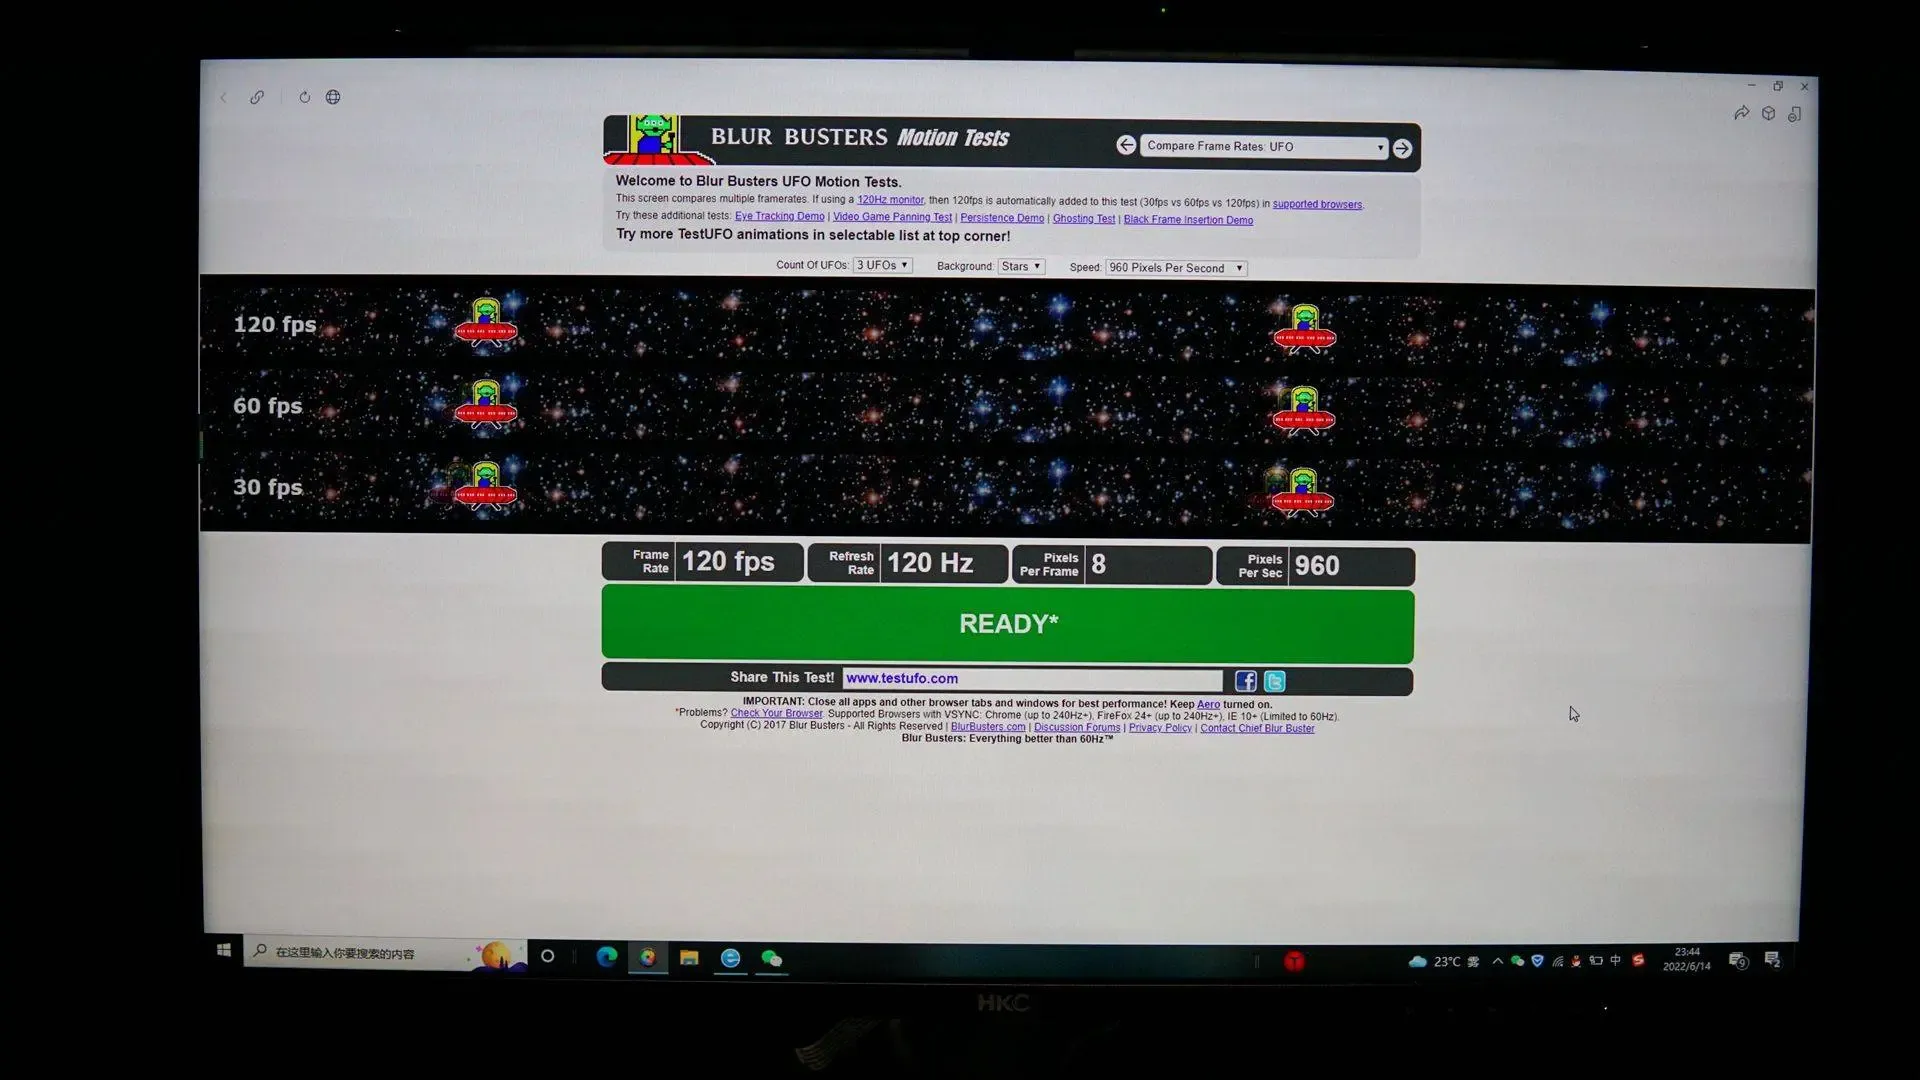 BLUR BUSTERS Motion Tests
Compare Frame Rates: UFO
Welcome to Blur Busters UFO Motion Tests.
This screen compares multiple framerates. If using a 120Hz monitor, then 120fps is automatically added to this test (30fps vs 60fps vs 120fps) in supported browsers.
Try these additional tests: Eye Tracking Demo | Video Game Panning Test | Persistence Demo | Ghosting Test | Black Frame Insertion Demo
Try more TestUFO animations in selectable list at top corner!
Count Of UFOs: 3 UFOs Background: Stars Speed: 960 Pixels Per Second
120 fps
60 fps
30 fps
Frame Rate 120 fps Refresh Rate 120 Hz Pixels Per Frame 8 Pixels Per Sec 960
READY*
Share This Test! www.testufo.com
IMPORTANT: Close all apps and other browser tabs and windows for best performance! Keep Aero turned on.
*Problems? Check Your Browser. Supported Browsers with VSYNC: Chrome (up to 240Hz+), FireFox 24+ (up to 240Hz+), IE 10+ (Limited to 60Hz).
Copyright (C) 2017 Blur Busters - All Rights Reserved | BlurBusters.com | Discussion Forums | Privacy Policy | Contact Chief Blur Buster
Blur Busters: Everything better than 60Hz™
在这里输入你要搜索的内容
23°C 雾
中
23:44
2022/6/14
HKC